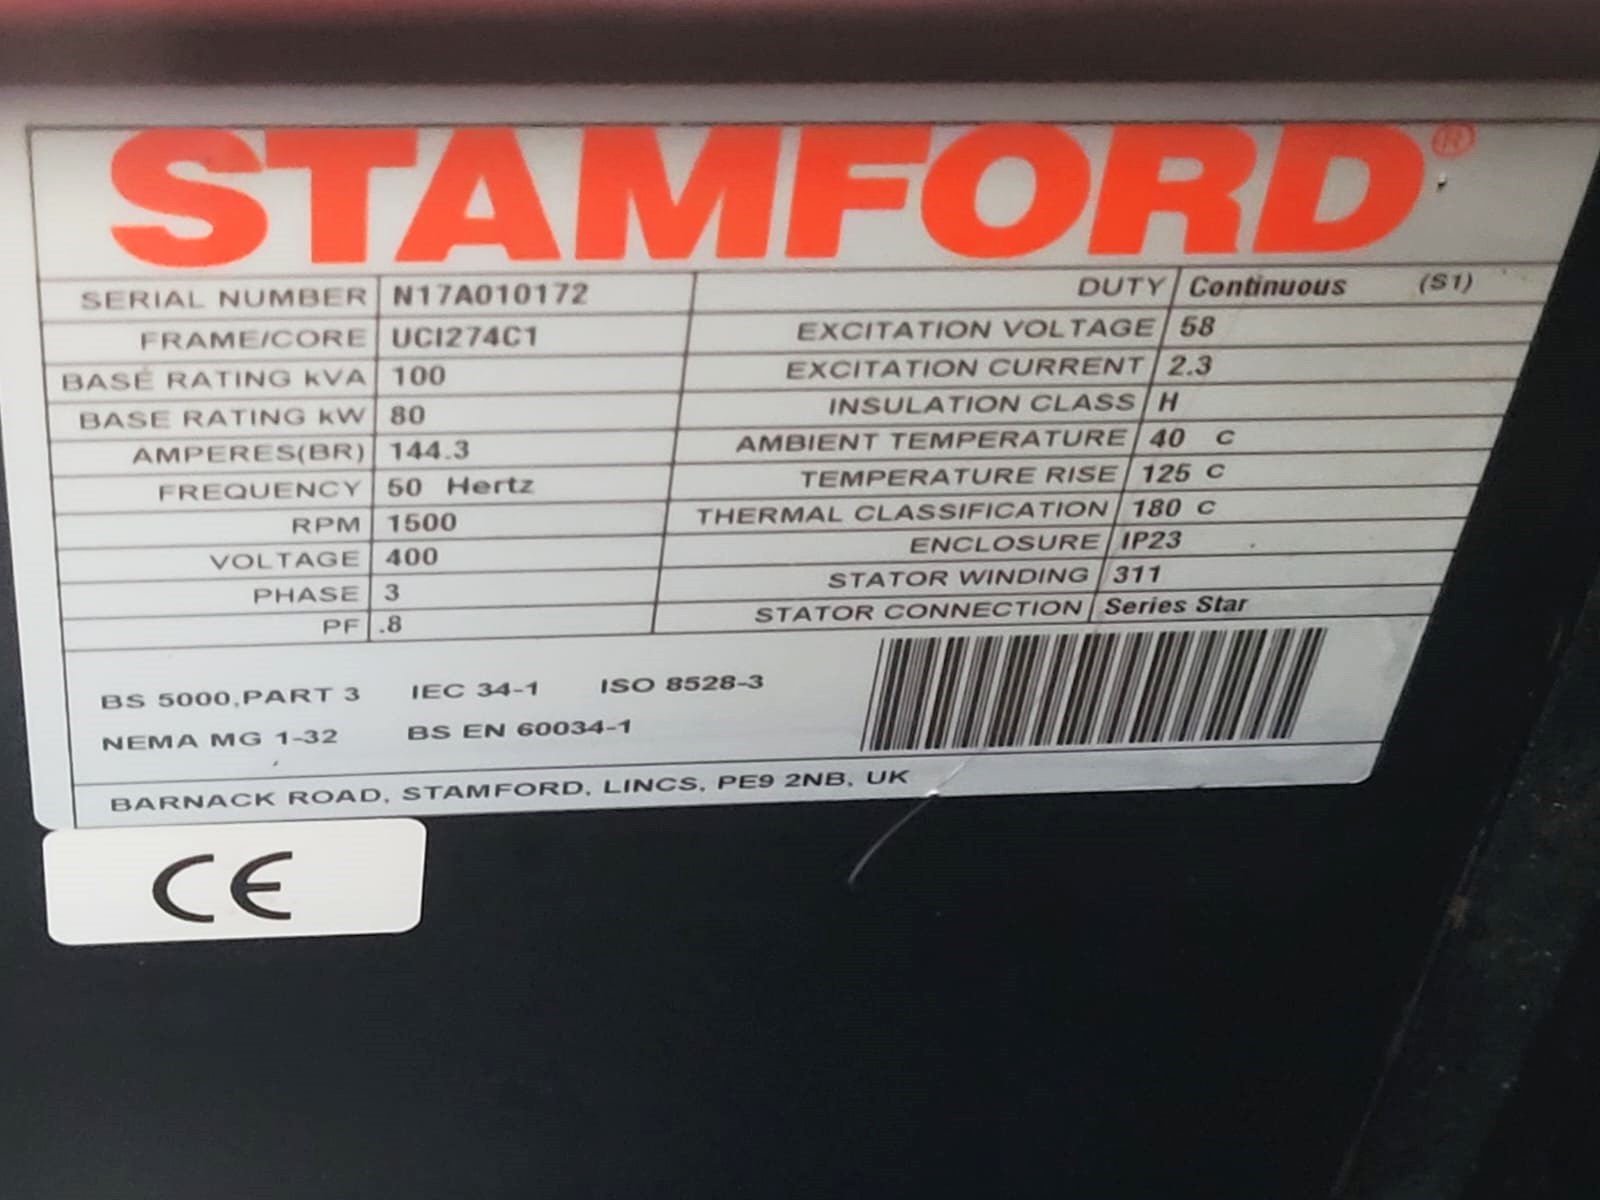 STAMFORD®
SERIAL NUMBER N17A010172 DUTY Continuous (S1)
FRAME/CORE UCI274C1 EXCITATION VOLTAGE 58
BASE RATING kVA 100 EXCITATION CURRENT 2.3
BASE RATING kW 80 INSULATION CLASS H
AMPERES(BR) 144.3 AMBIENT TEMPERATURE 40 C
FREQUENCY 50 Hertz TEMPERATURE RISE 125 C
RPM 1500 THERMAL CLASSIFICATION 180 C
VOLTAGE 400 ENCLOSURE IP23
PHASE 3 STATOR WINDING 311
PF .8 STATOR CONNECTION Series Star
BS 5000,PART 3 IEC 34-1 ISO 8528-3
NEMA MG 1-32 BS EN 60034-1
BARNACK ROAD, STAMFORD, LINCS, PE9 2NB, UK
CE